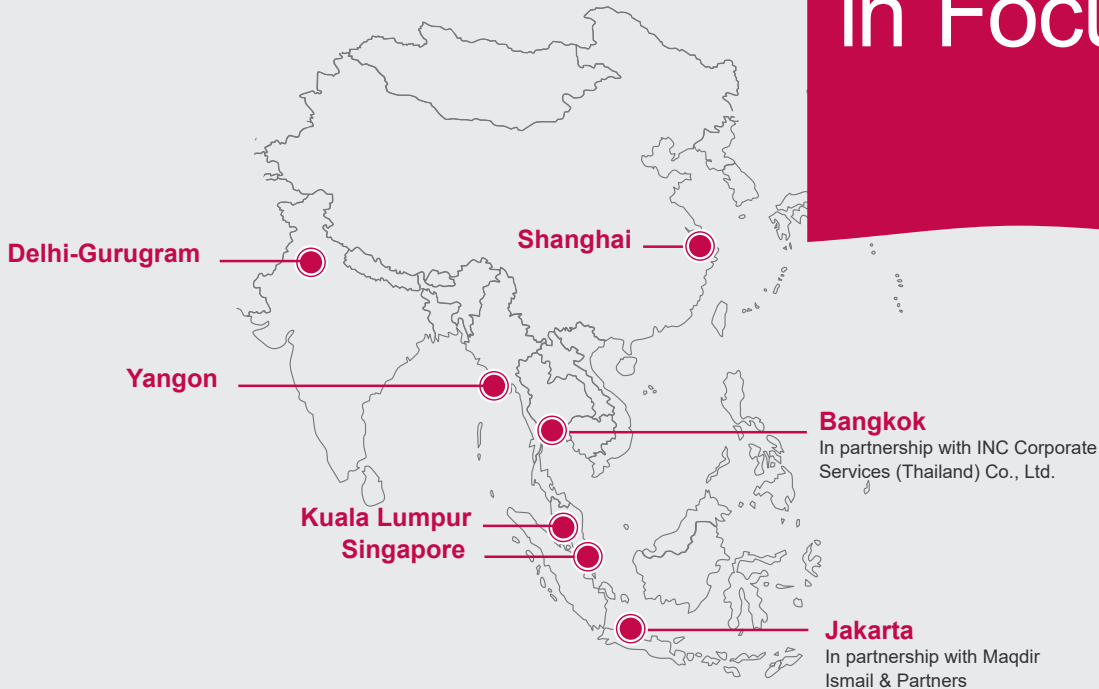 in Focu
Delhi-Gurugram
Shanghai
Yangon
Bangkok
In partnership with INC Corporate
Services (Thailand) Co., Ltd.
Kuala Lumpur
Singapore
Jakarta
In partnership with Maqdir
Ismail & Partners